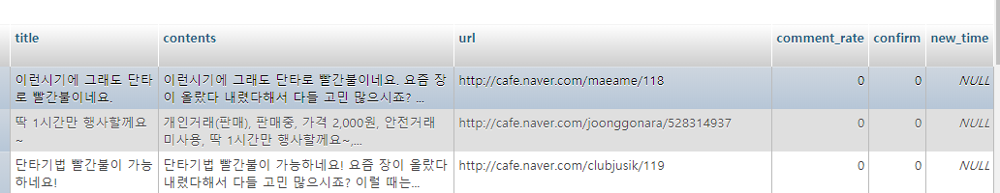 title contents url comment_rate confirm new_time
이런시기에 그래도 단타 이런시기에 그래도 단타로 빨간불이네요. 요즘 장 http://cafe.naver.com/maeame/118 0 0 NULL
로 빨간불이네요. 이 올랐다 내렸다해서 다들 고민 많으시죠? ...
딱 1시간만 행사할께요 개인거래(판매), 판매중, 가격 2,000원, 안전거래 http://cafe.naver.com/joonggonara/528314937 0 0 NULL
~ 미사용, 딱 1시간만 행사할께요~,...
단타기법 빨간불이 가능 단타기법 빨간불이 가능하네요! 요즘 장이 올랐다 http://cafe.naver.com/clubjusik/119 0 0 NULL
하네요! 내렸다해서 다들 고민 많으시죠? 이럴 때는...